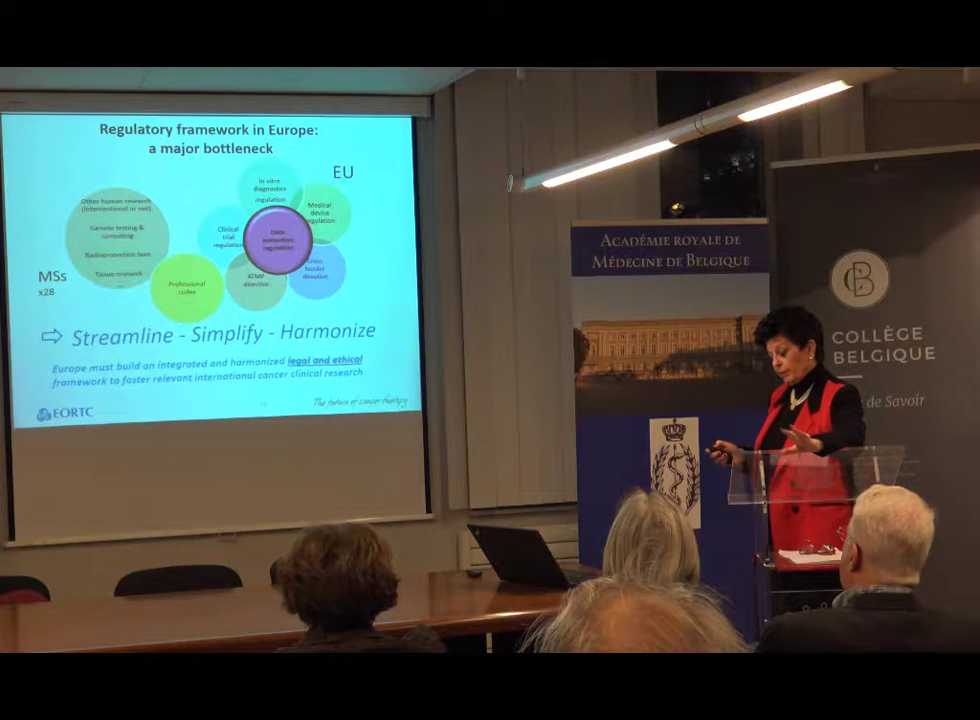 Regulatory framework in Europe:
a major bottleneck
EU
In vitro
diagnostics
regulation
Medical
device
regulation
Clinical
trial
regulation
Data
protection
regulation
Cross
border
directive
ATMP
directive
Professional
codes
Other human research
(interventional or not)
Genetic testing &
consulting
Radioprotection laws
Tissue research
...
MSs
x28
⇨ Streamline - Simplify - Harmonize
Europe must build an integrated and harmonized legal and ethical
framework to foster relevant international cancer clinical research
EORTC
The future of cancer therapy
ACADÉMIE ROYALE DE
MÉDECINE DE BELGIQUE
CB
COLLÈGE
BELGIQUE
de Savoir